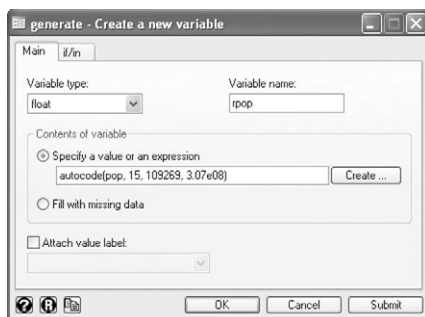 generate - Create a new variable
Main if/in
Variable type: Variable name:
float rpop
Contents of variable
Specify a value or an expression
autocode(pop, 15, 109269, 3.07e08) Create ...
Fill with missing data
Attach value label:
OK Cancel Submit